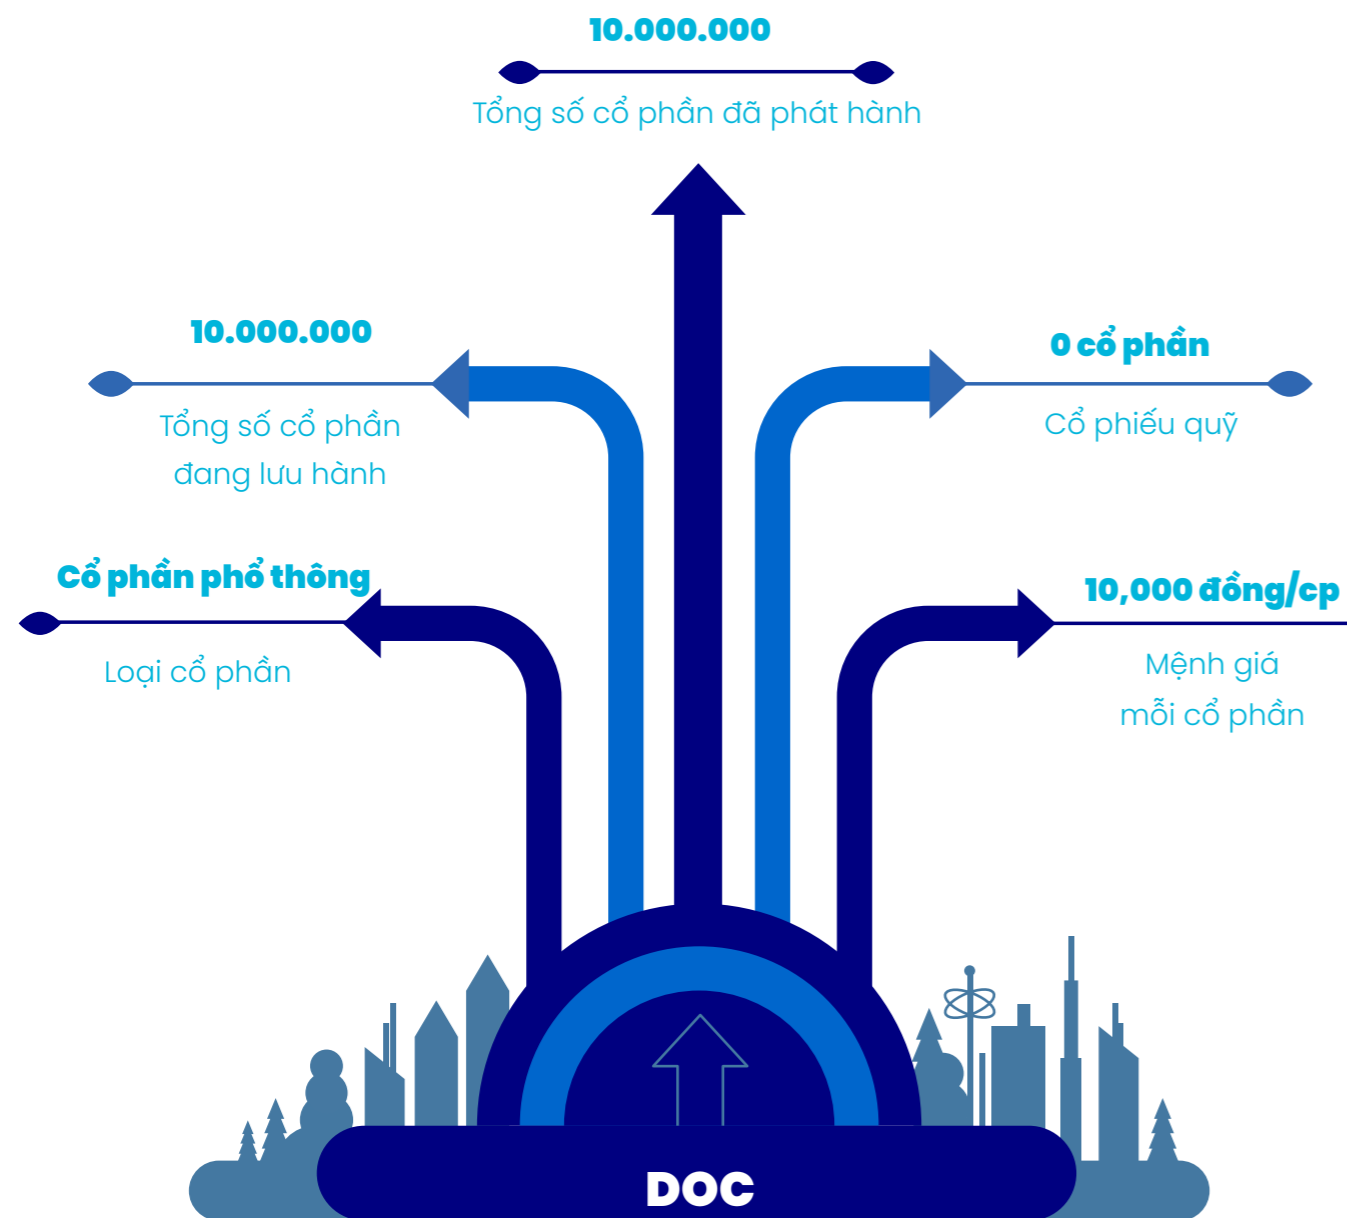 10.000.000
Tổng số cổ phần đã phát hành
10.000.000
Tổng số cổ phần
đang lưu hành
0 cổ phần
Cổ phiếu quỹ
Cổ phần phổ thông
Loại cổ phần
10,000 đồng/cp
Mệnh giá
mỗi cổ phần
DOC